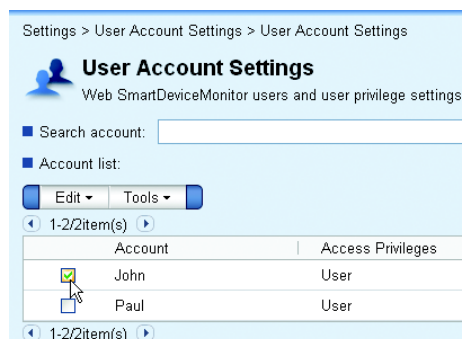 Settings > User Account Settings > User Account Settings
User Account Settings
Web SmartDeviceMonitor users and user privilege settings
Search account:
Account list:
Edit Tools
1-2/2item(s)
Account Access Privileges
John User
Paul User
1-2/2item(s)